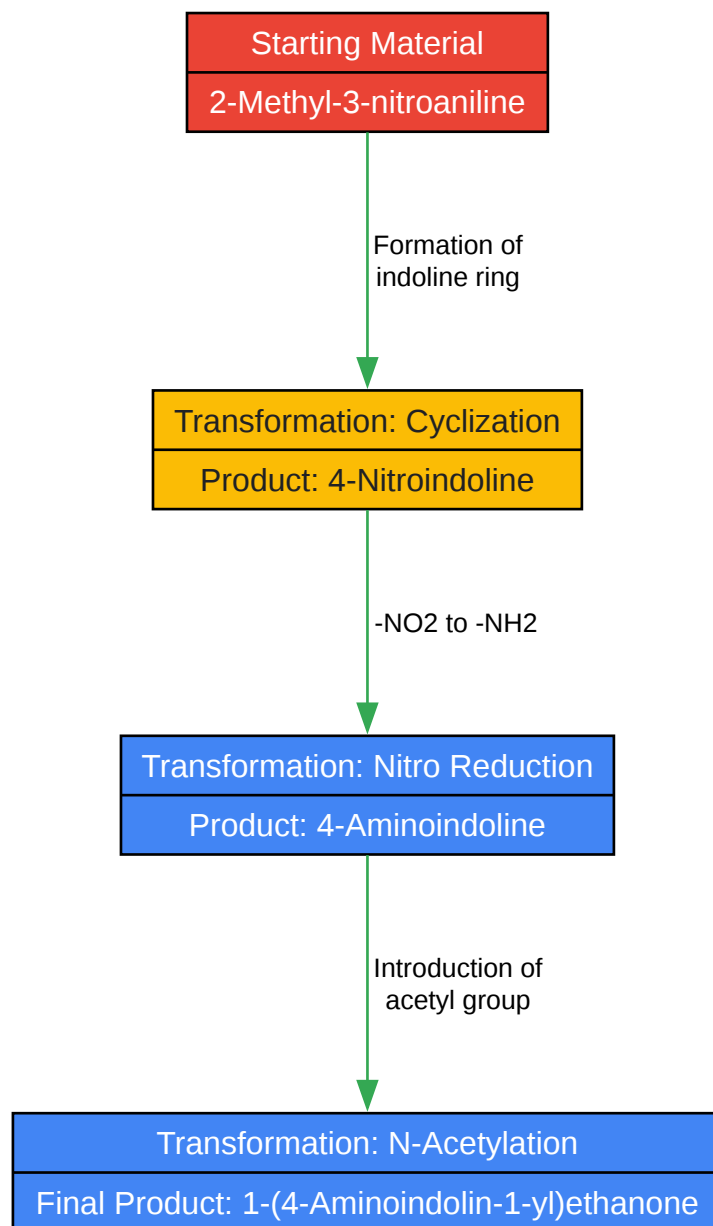 Starting Material
2-Methyl-3-nitroaniline
Formation of
indoline ring
Transformation: Cyclization
Product: 4-Nitroindoline
-NO2 to -NH2
Transformation: Nitro Reduction
Product: 4-Aminoindoline
Introduction of
acetyl group
Transformation: N-Acetylation
Final Product: 1-(4-Aminoindolin-1-yl)ethanone